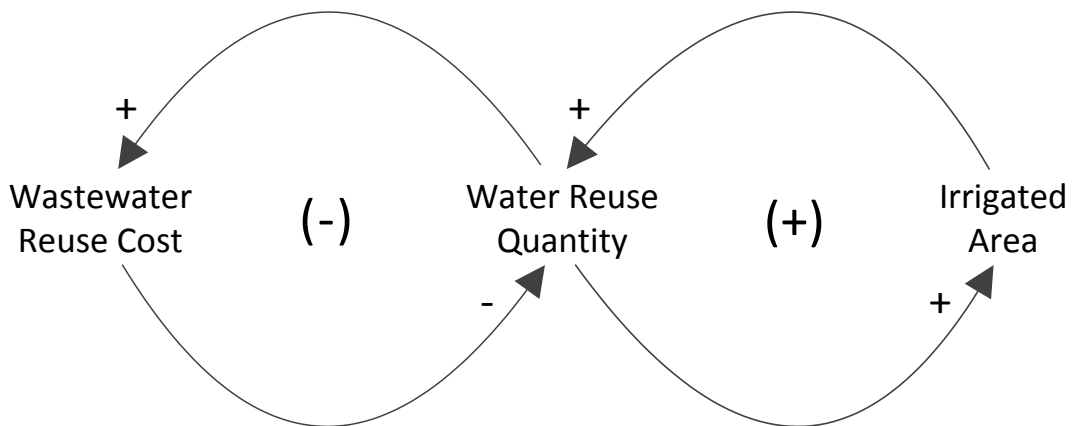 +
+
Wastewater
Reuse Cost
(-)
Water Reuse
Quantity
(+)
Irrigated
Area
-
+